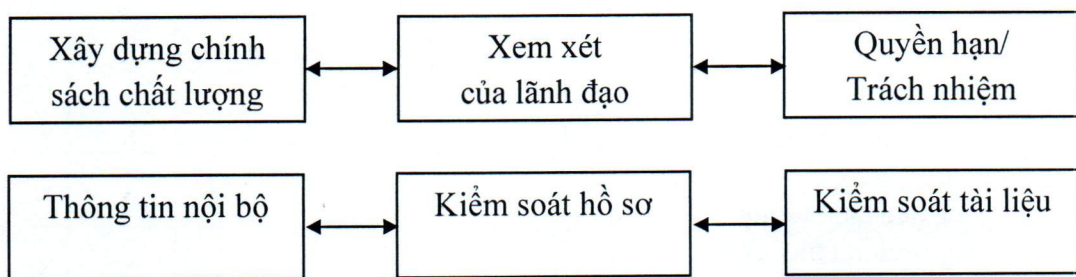 Xây dựng chính
sách chất lượng
Xem xét
của lãnh đạo
Quyền hạn/
Trách nhiệm
Thông tin nội bộ
Kiểm soát hồ sơ
Kiểm soát tài liệu